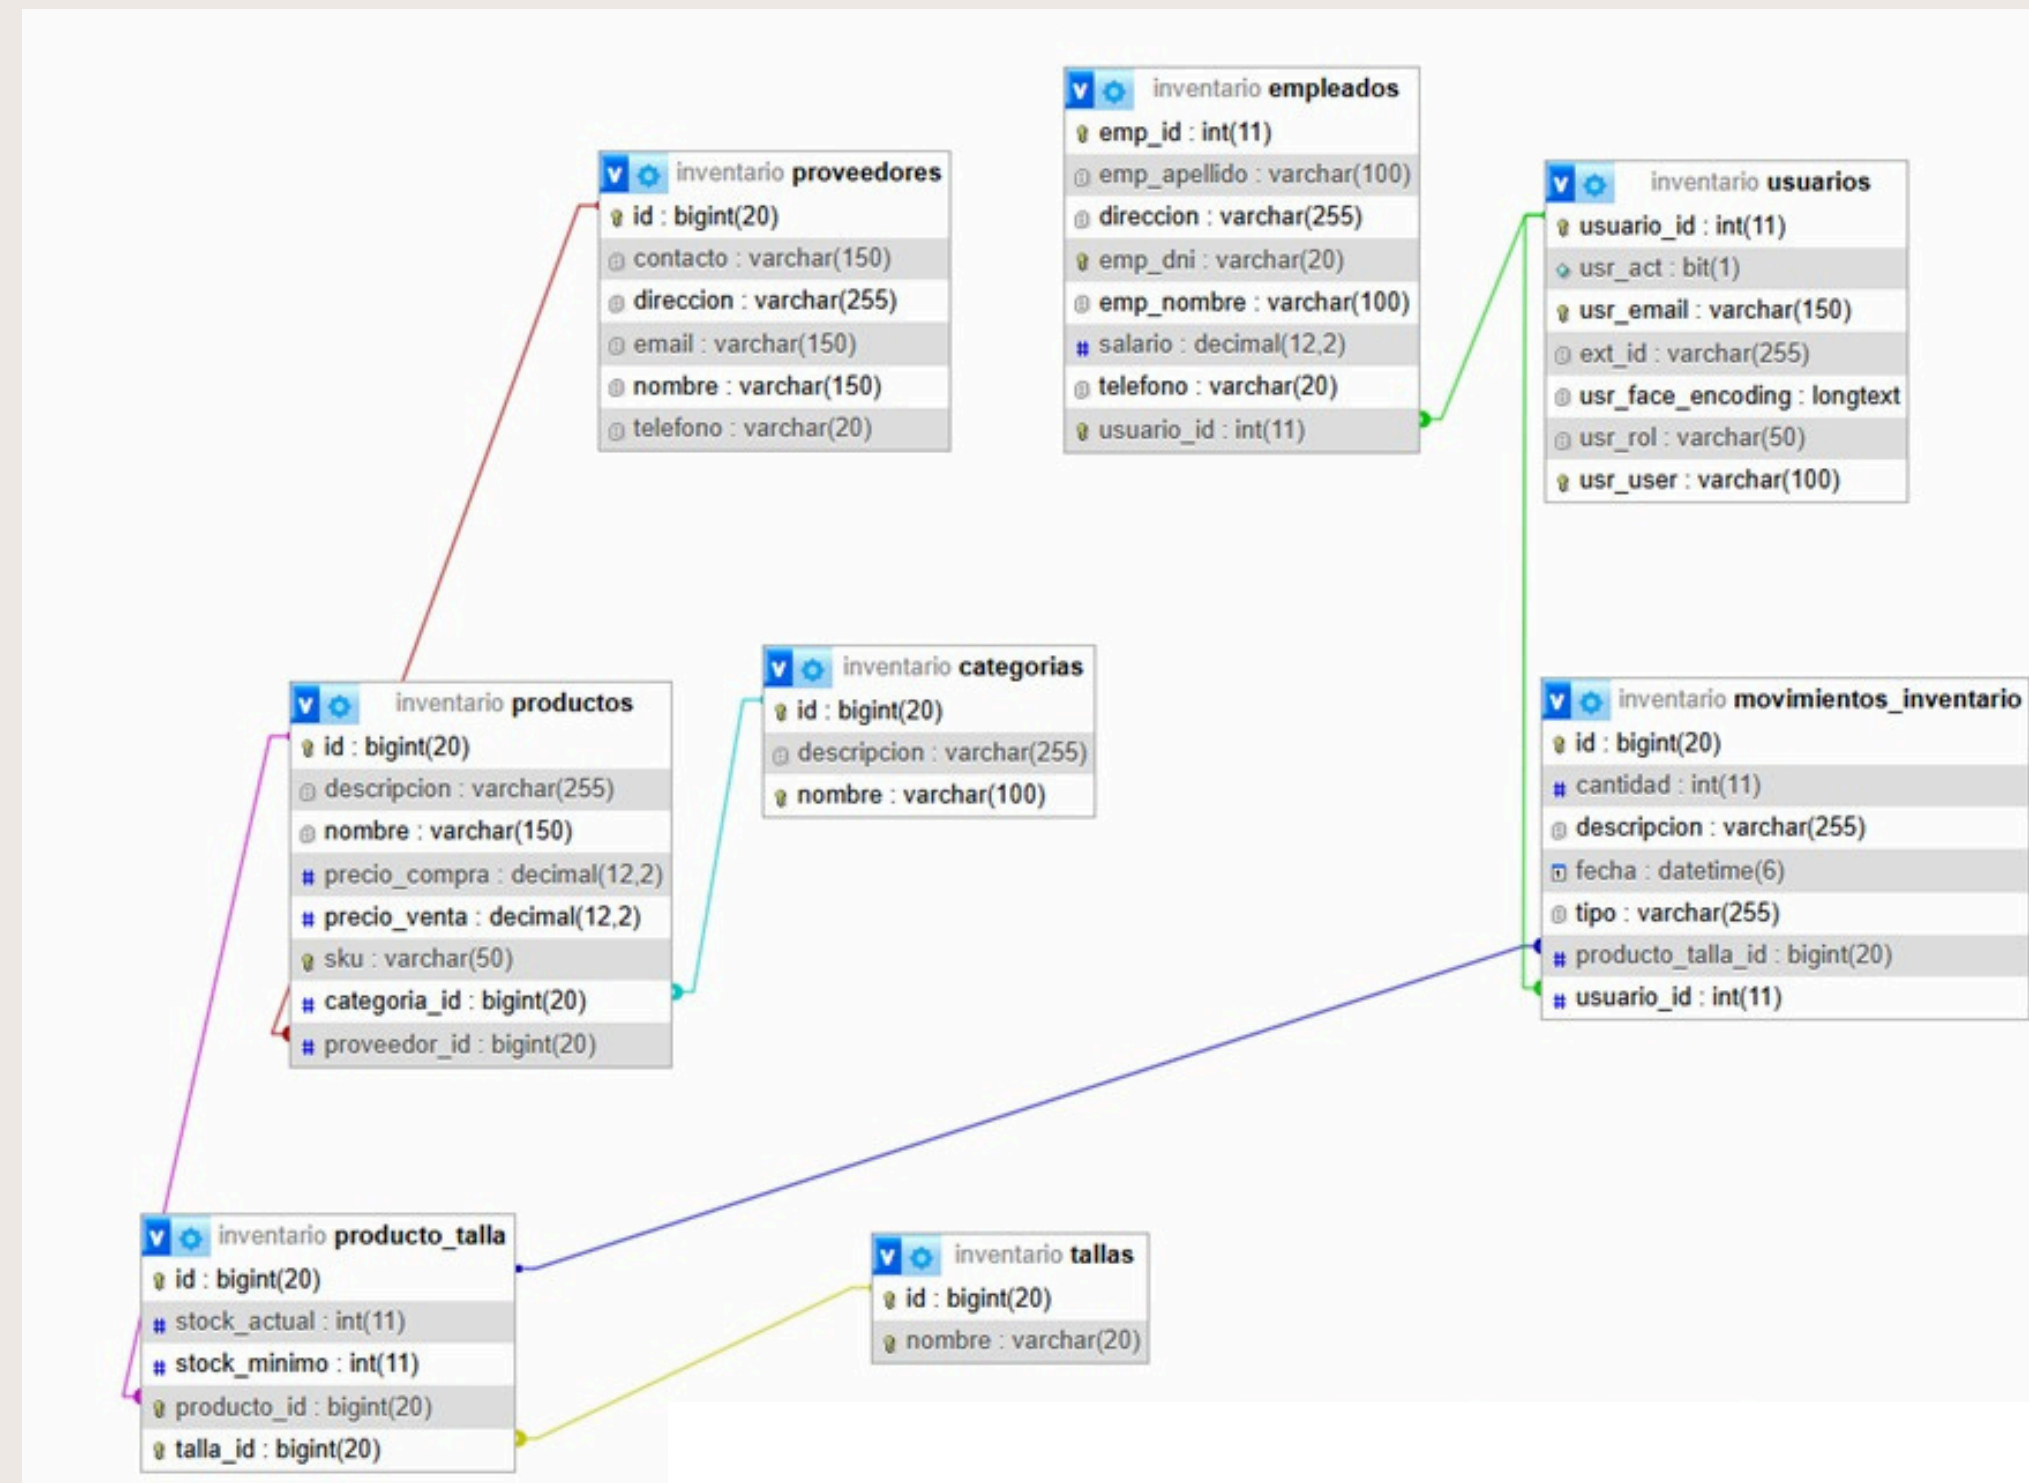 inventario proveedores
id : bigint(20)
contacto : varchar(150)
direccion : varchar(255)
email : varchar(150)
nombre : varchar(150)
telefono : varchar(20)
inventario empleados
emp_id : int(11)
emp_apellido : varchar(100)
direccion : varchar(255)
emp_dni : varchar(20)
emp_nombre : varchar(100)
salario : decimal(12,2)
telefono : varchar(20)
usuario_id : int(11)
inventario usuarios
usuario_id : int(11)
usr_act : bit(1)
usr_email : varchar(150)
ext_id : varchar(255)
usr_face_encoding : longtext
usr_rol : varchar(50)
usr_user : varchar(100)
inventario productos
id : bigint(20)
descripcion : varchar(255)
nombre : varchar(150)
precio_compra : decimal(12,2)
precio_venta : decimal(12,2)
sku : varchar(50)
categoria_id : bigint(20)
proveedor_id : bigint(20)
inventario categorias
id : bigint(20)
descripcion : varchar(255)
nombre : varchar(100)
inventario movimientos_inventario
id : bigint(20)
cantidad : int(11)
descripcion : varchar(255)
fecha : datetime(6)
tipo : varchar(255)
producto_talla_id : bigint(20)
usuario_id : int(11)
inventario producto_talla
id : bigint(20)
stock_actual : int(11)
stock_minimo : int(11)
producto_id : bigint(20)
talla_id : bigint(20)
inventario tallas
id : bigint(20)
nombre : varchar(20)